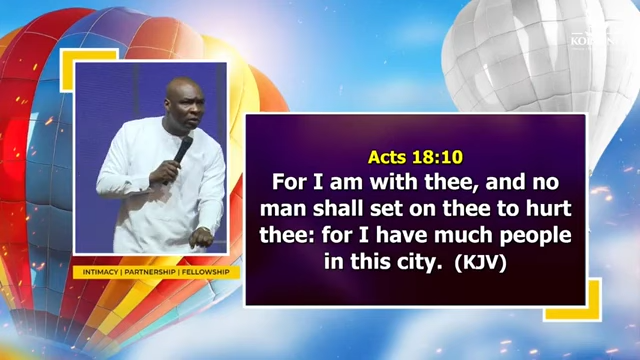 INTIMACY | PARTNERSHIP | FELLOWSHIP
Acts 18:10
For I am with thee, and no
man shall set on thee to hurt
thee: for I have much people
in this city. (KJV)